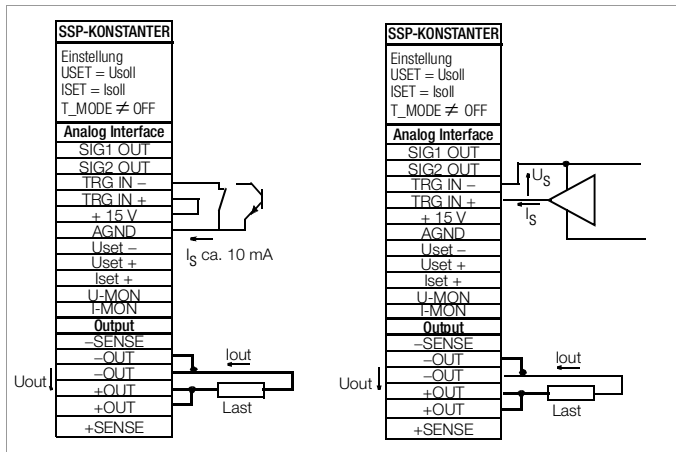 SSP-KONSTANTER
Einstellung
USET = Usoll
ISET = Isoll
T_MODE ≠ OFF
Analog Interface
SIG1 OUT
SIG2 OUT
TRG IN –
TRG IN +
+ 15 V
AGND
Uset –
Uset +
Iset +
U-MON
I-MON
Output
–SENSE
–OUT
–OUT
+OUT
+OUT
+SENSE
IS ca. 10 mA
Iout
Uout
Last
SSP-KONSTANTER
Einstellung
USET = Usoll
ISET = Isoll
T_MODE ≠ OFF
Analog Interface
SIG1 OUT
SIG2 OUT
TRG IN –
TRG IN +
+ 15 V
AGND
Uset –
Uset +
Iset +
U-MON
I-MON
Output
–SENSE
–OUT
–OUT
+OUT
+OUT
+SENSE
US
IS
Iout
Uout
Last